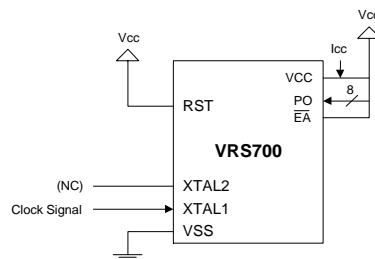 Vcc
Vcc
Icc
VCC
8
RST
PO
EA
VRS700
(NC)
XTAL2
Clock Signal
XTAL1
VSS